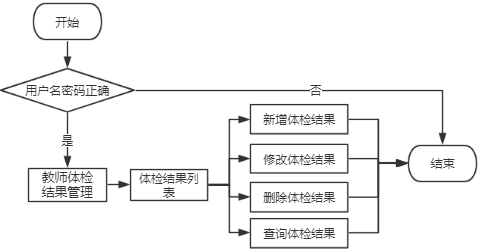 开始
用户名密码正确
否
是
教师体检
结果管理
体检结果列
表
新增体检结果
修改体检结果
删除体检结果
查询体检结果
结束